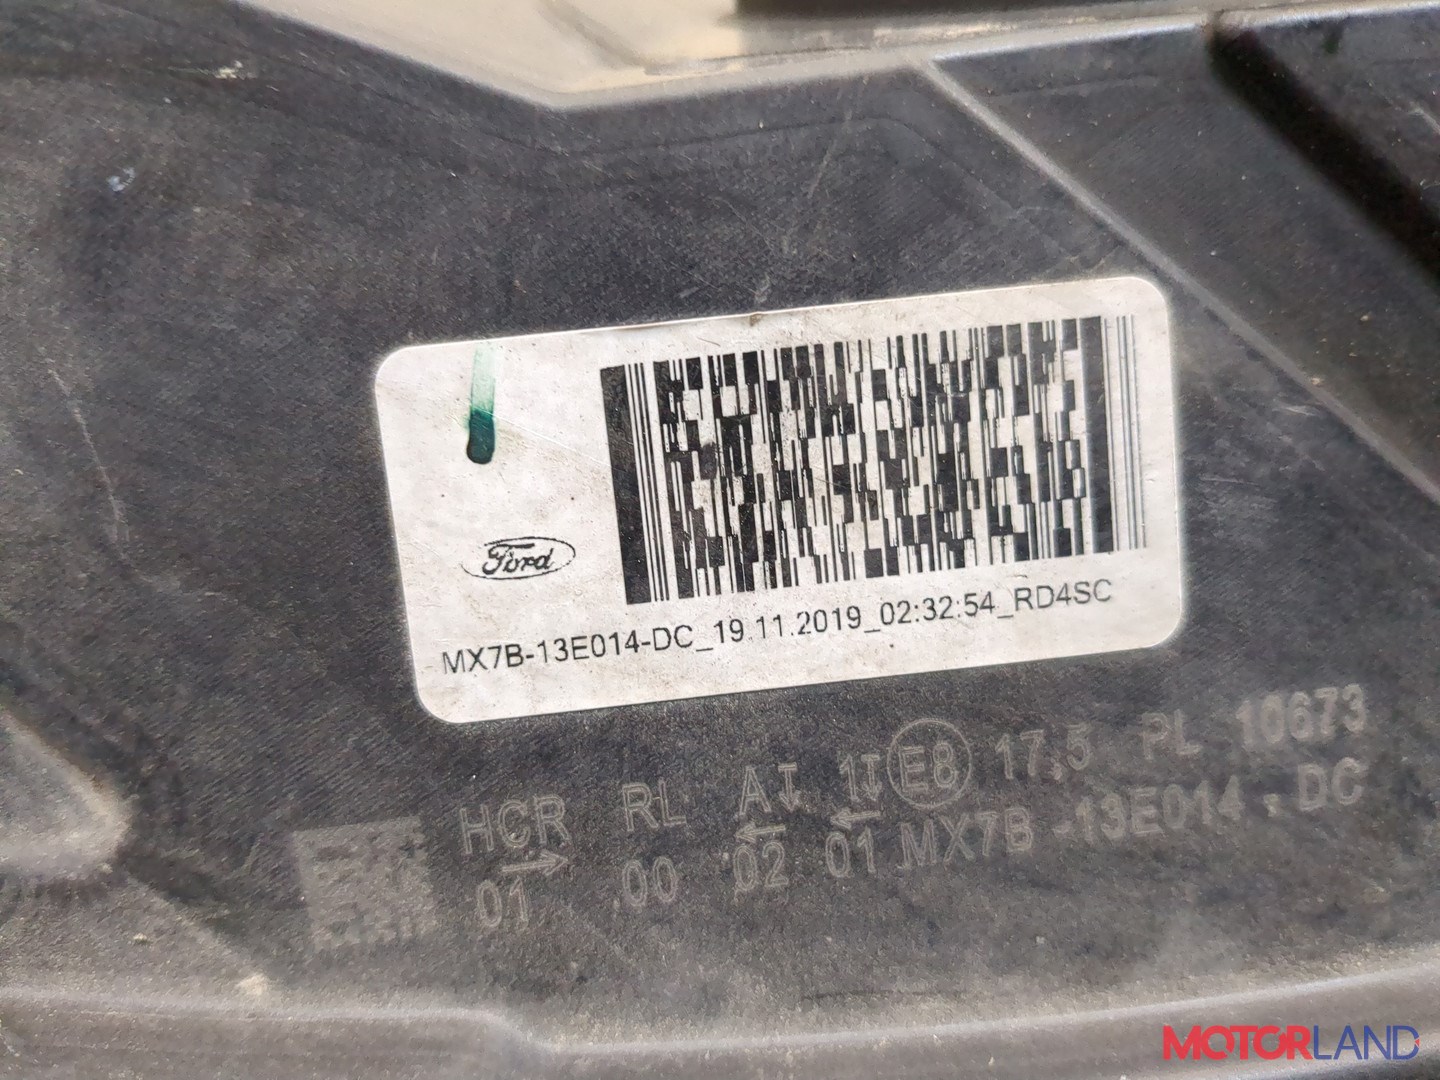 Ford
MX7B-13E014-DC_19.11.2019_02:32:54_RD4SC
HCR RL A 1 E8 17,5 PL 10673
01 00 02 01 MX7B -13E014 - DC
MOTORLAND